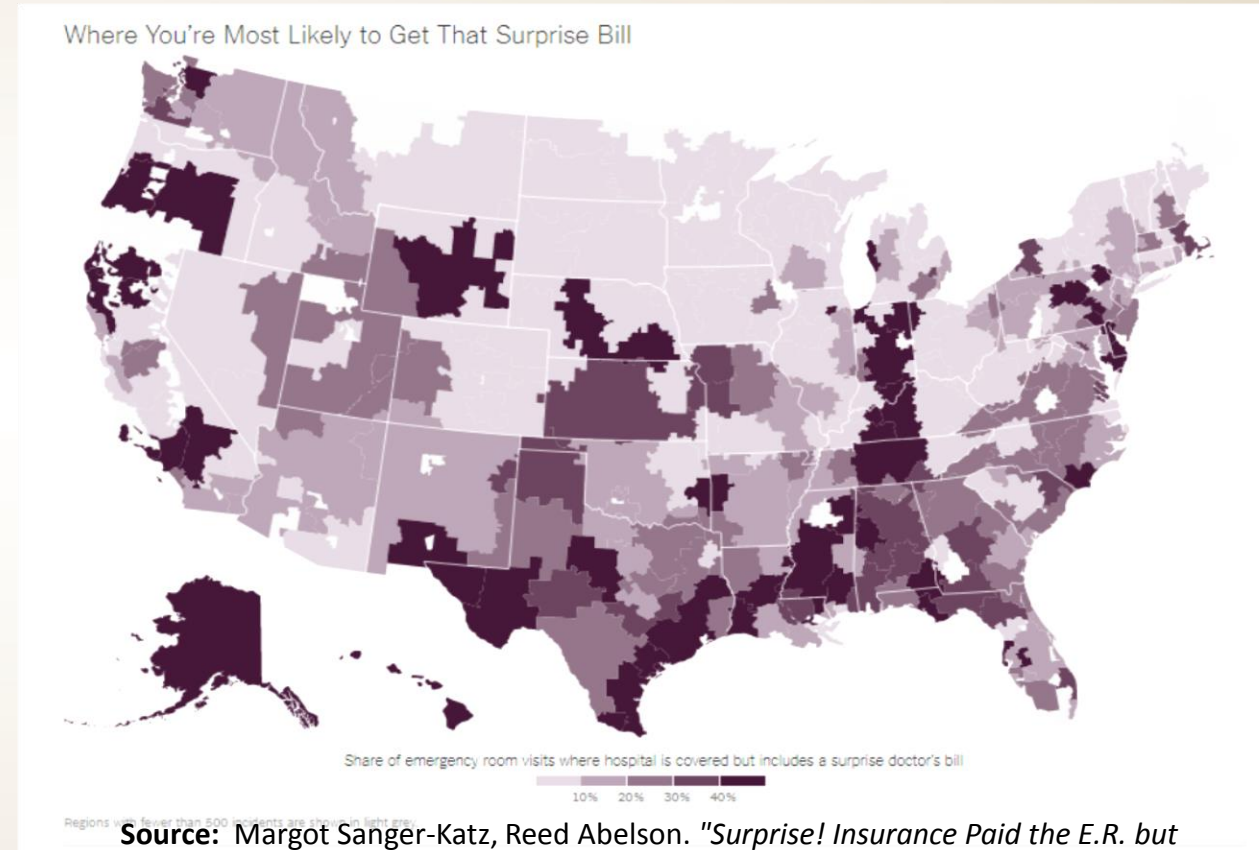 Where You're Most Likely to Get That Surprise Bill
Share of emergency room visits where hospital is covered but includes a surprise doctor's bill
10% 20% 30% 40%
Regions with fewer than 500 incidents are shown in light grey.
Source: Margot Sanger-Katz, Reed Abelson. "Surprise! Insurance Paid the E.R. but